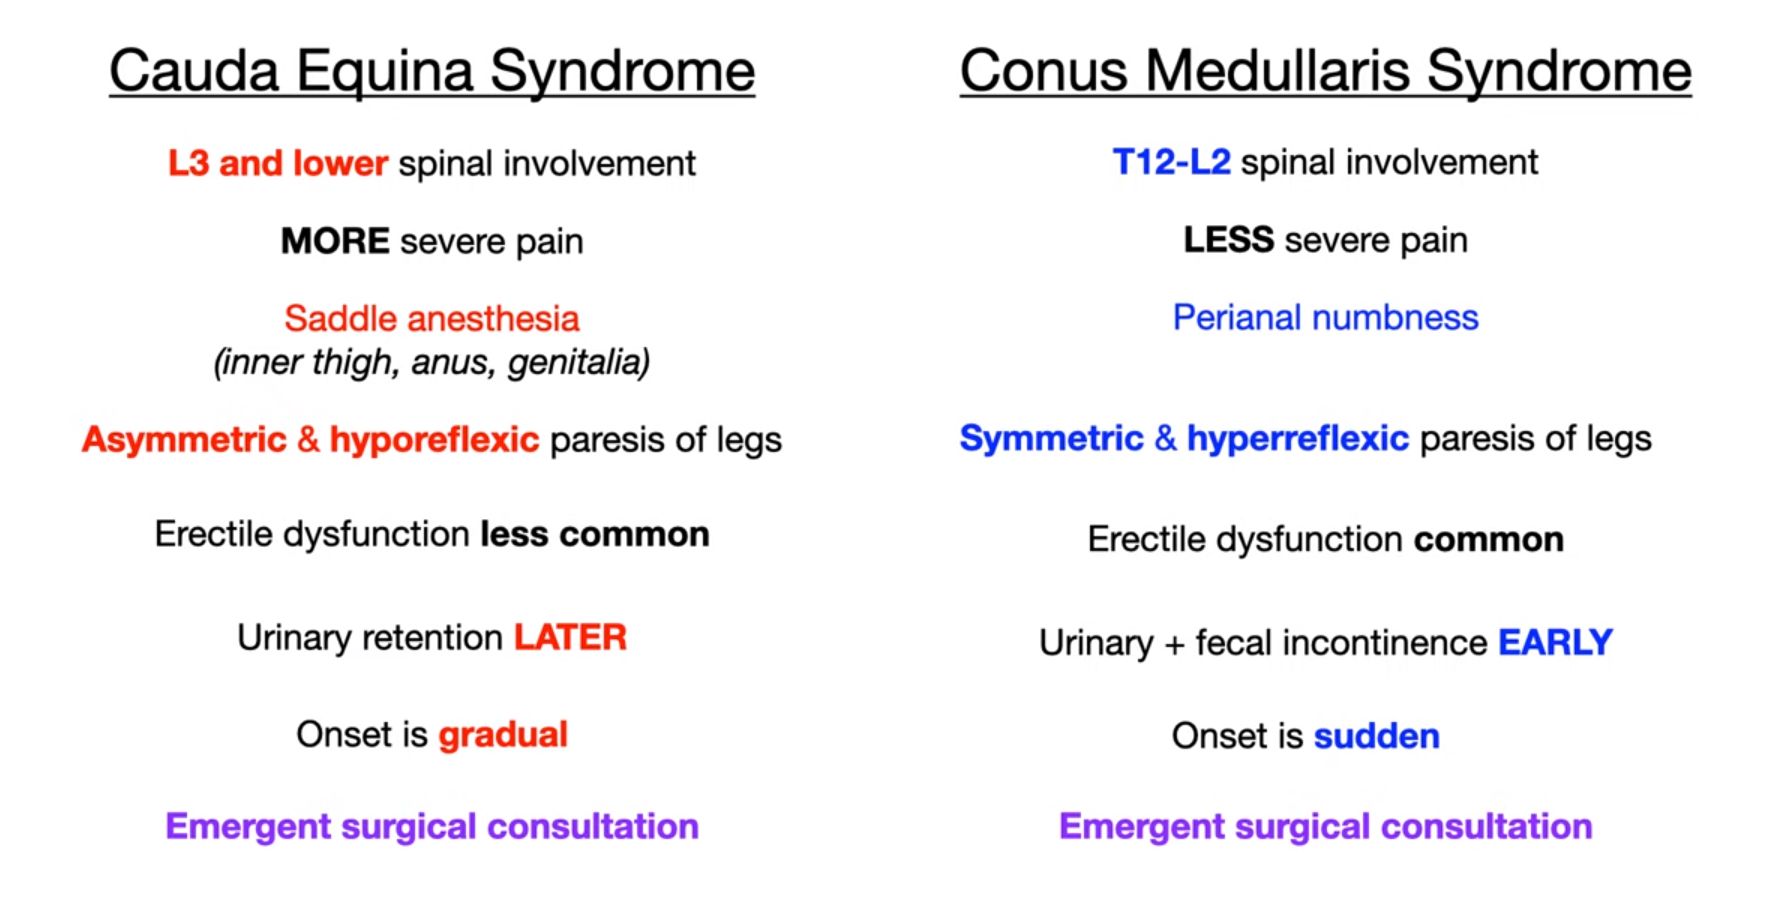 Cauda Equina Syndrome
L3 and lower spinal involvement
MORE severe pain
Saddle anesthesia
(inner thigh, anus, genitalia)
Asymmetric & hyporeflexic paresis of legs
Erectile dysfunction less common
Urinary retention LATER
Onset is gradual
Emergent surgical consultation
Conus Medullaris Syndrome
T12-L2 spinal involvement
LESS severe pain
Perianal numbness
Symmetric & hyperreflexic paresis of legs
Erectile dysfunction common
Urinary + fecal incontinence EARLY
Onset is sudden
Emergent surgical consultation